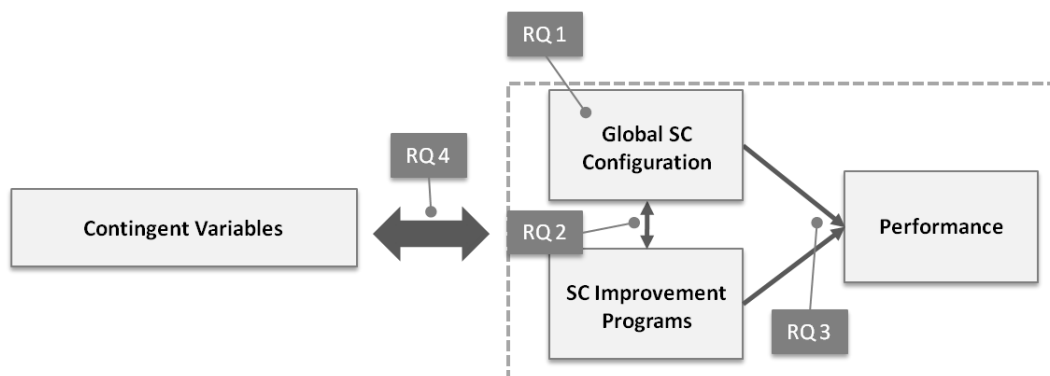 RQ 1
Global SC
Configuration
RQ 4
Contingent Variables
RQ 2
Performance
SC Improvement
Programs
RQ 3